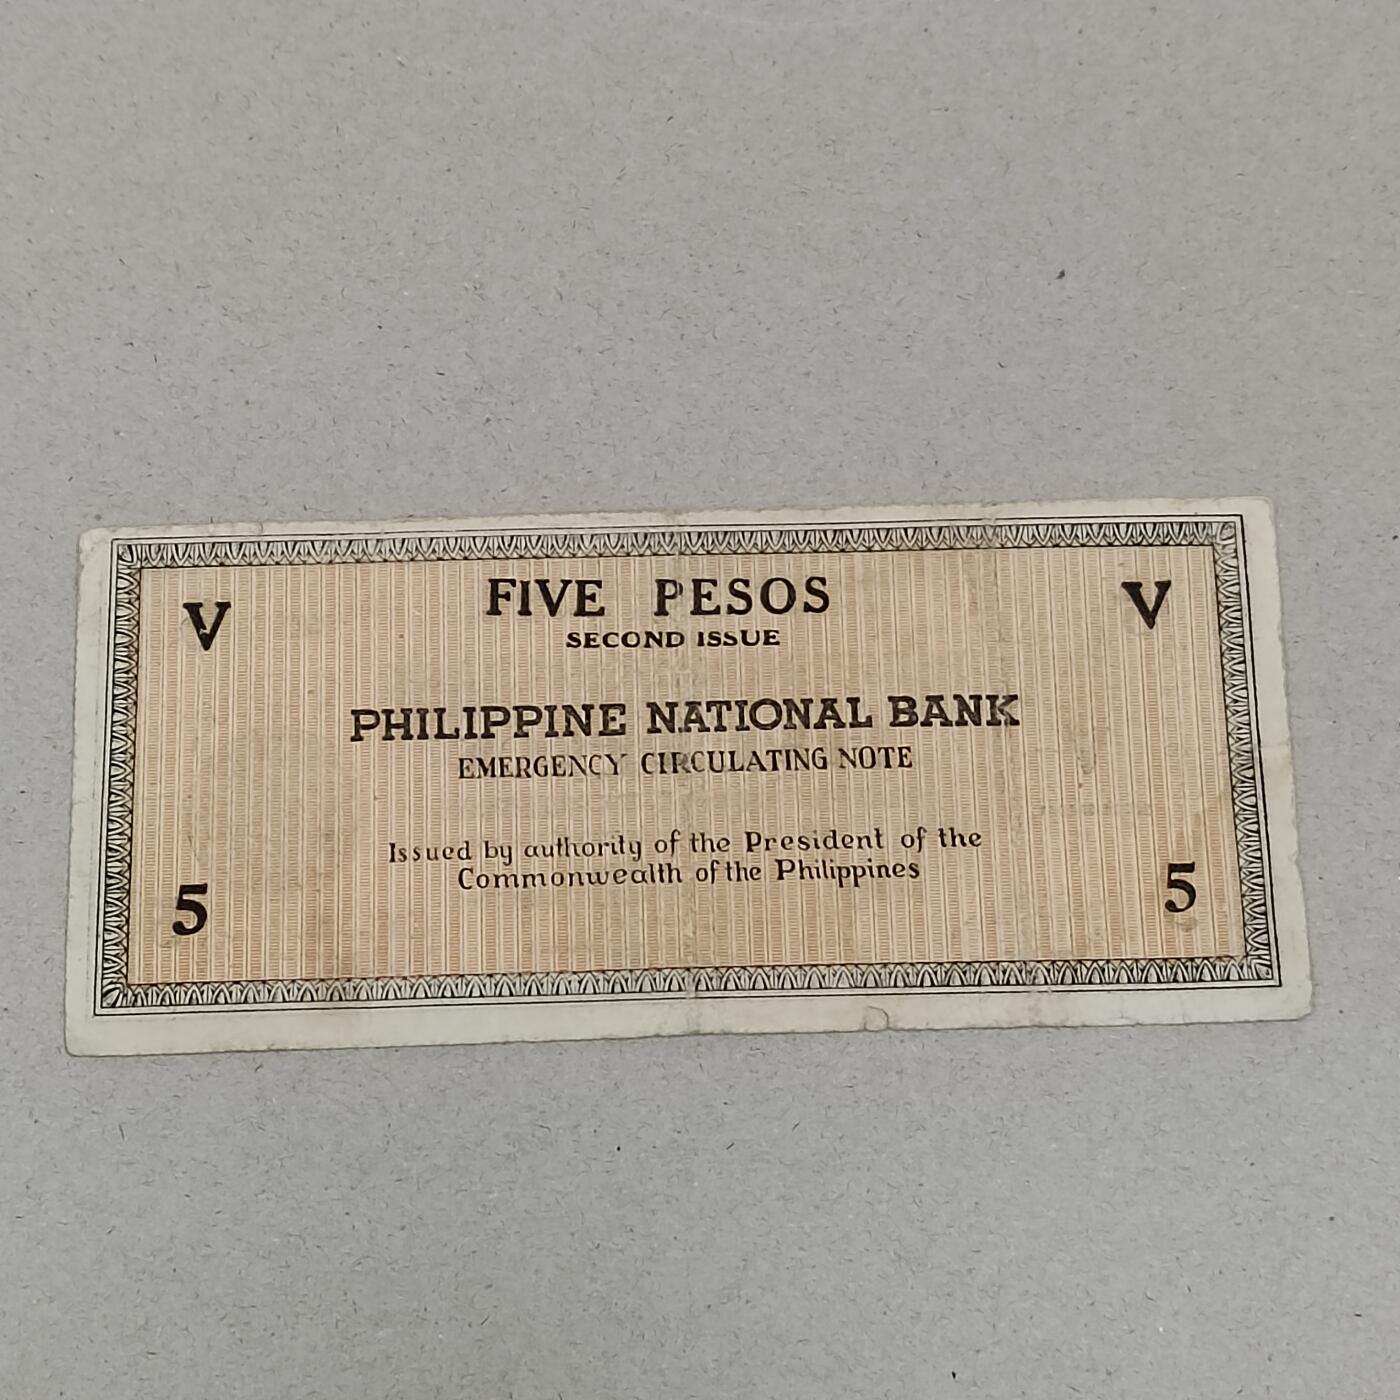 FIVE PESOS
V V
SECOND ISSUE
PHILIPPINE NATIONAL BANK
EMERGENCY CIRCULATING NOTE
Issued by authority of the President of the
Commonwealth of the Philippines
5 5